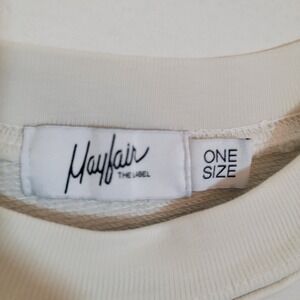 Mayfair
THE LABEL
ONE
SIZE